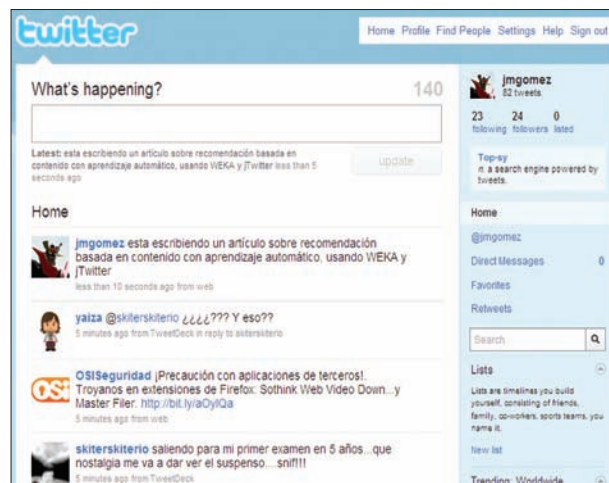 twitter
Home Profile Find People Settings Help Sign out
What's happening?
140
Latest: esta escribiendo un artículo sobre recomendación basada en
contenido con aprendizaje automático, usando WEKA y jTwitter less than 5
seconds ago
update
Home
jmgomez esta escribiendo un artículo sobre recomendación
basada en contenido con aprendizaje automático, usando WEKA y
jTwitter
less than 10 seconds ago from web
yaiza @skiterskiterio ¿¿¿¿??? Y eso??
5 minutes ago from TweetDeck in reply to skiterskiterio
OSI
OSISeguridad ¡Precaución con aplicaciones de terceros!.
Troyanos en extensiones de Firefox: Sothink Web Video Down...y
Master Filer. http://bit.ly/aOyIQa
5 minutes ago from web
skiterskiterio saliendo para mi primer examen en 5 años...que
nostalgia me va a dar ver el suspenso....snif!!!
5 minutes ago from TweetDeck
jmgomez
82 tweets
23 24 0
following followers listed
Top-sy
n. a search engine powered by
tweets.
Home
@jmgomez
Direct Messages 0
Favorites
Retweets
Search
Lists
Lists are timelines you build
yourself, consisting of friends,
family, co-workers, sports teams, you
name it.
New list
Trending: Worldwide